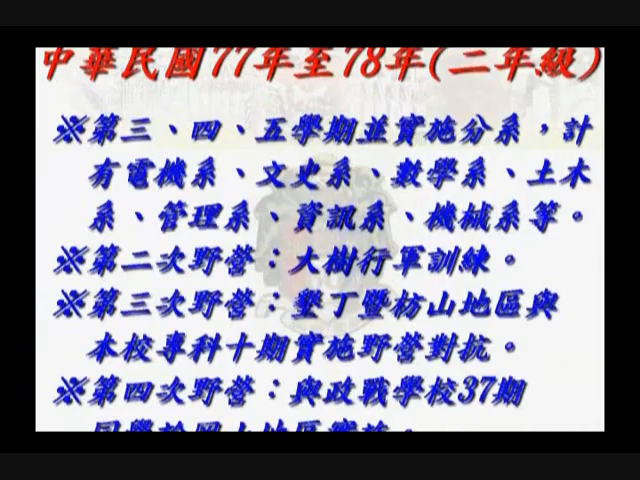 中華民國77年至78年(二年級)
※第三、四、五學期並實施分系，計
有電機系、文史系、數學系、土木
系、管理系、資訊系、機械系等。
※第二次野營：大樹行軍訓練。
※第三次野營：墾丁暨枋山地區與
本校專科十期實施野營對抗。
※第四次野營：與政戰學校37期